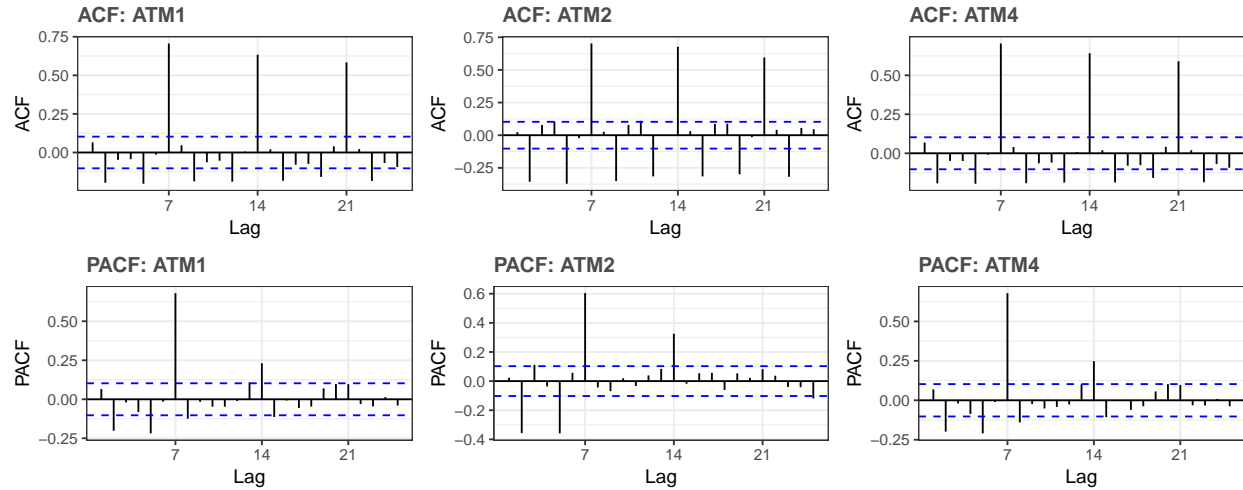 ACF: ATM1
0.75
0.50
0.25
0.00
ACF
7
14
21
Lag
ACF: ATM2
0.75
0.50
0.25
0.00
−0.25
ACF
7
14
21
Lag
ACF: ATM4
0.50
0.25
0.00
ACF
7
14
21
Lag
PACF: ATM1
0.50
0.25
0.00
−0.25
PACF
7
14
21
Lag
PACF: ATM2
0.6
0.4
0.2
0.0
−0.2
−0.4
PACF
7
14
21
Lag
PACF: ATM4
0.50
0.25
0.00
−0.25
PACF
7
14
21
Lag